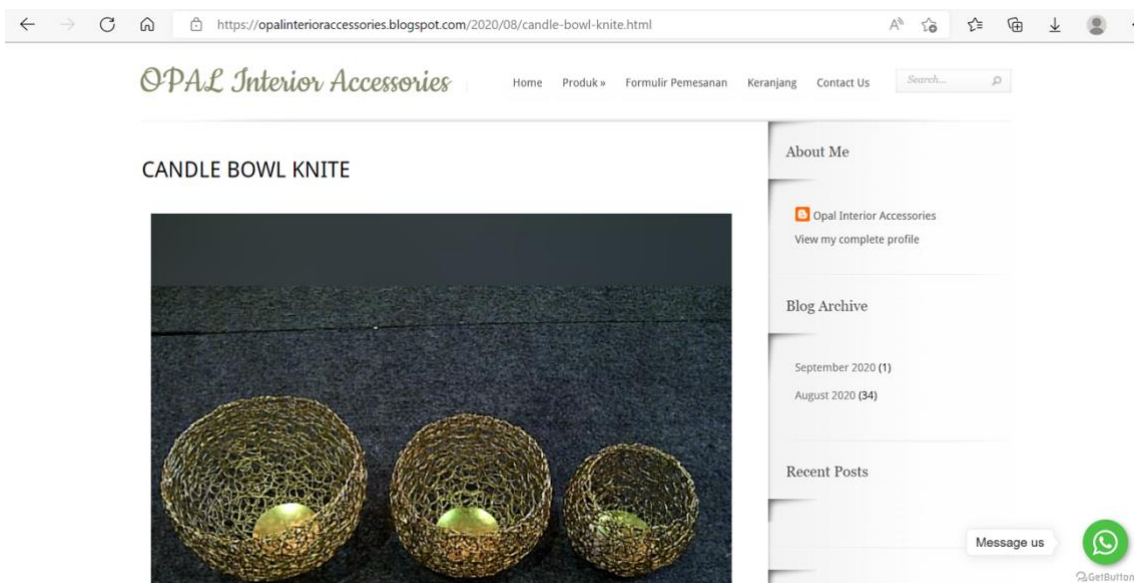 https://opalinterioraccessories.blogspot.com/2020/08/candle-bowl-knite.html
OPAL Interior Accessories
Home Produk » Formulir Pemesanan Keranjang Contact Us Search...
CANDLE BOWL KNITE
About Me
Opal Interior Accessories
View my complete profile
Blog Archive
September 2020 (1)
August 2020 (34)
Recent Posts
Message us
GetButton